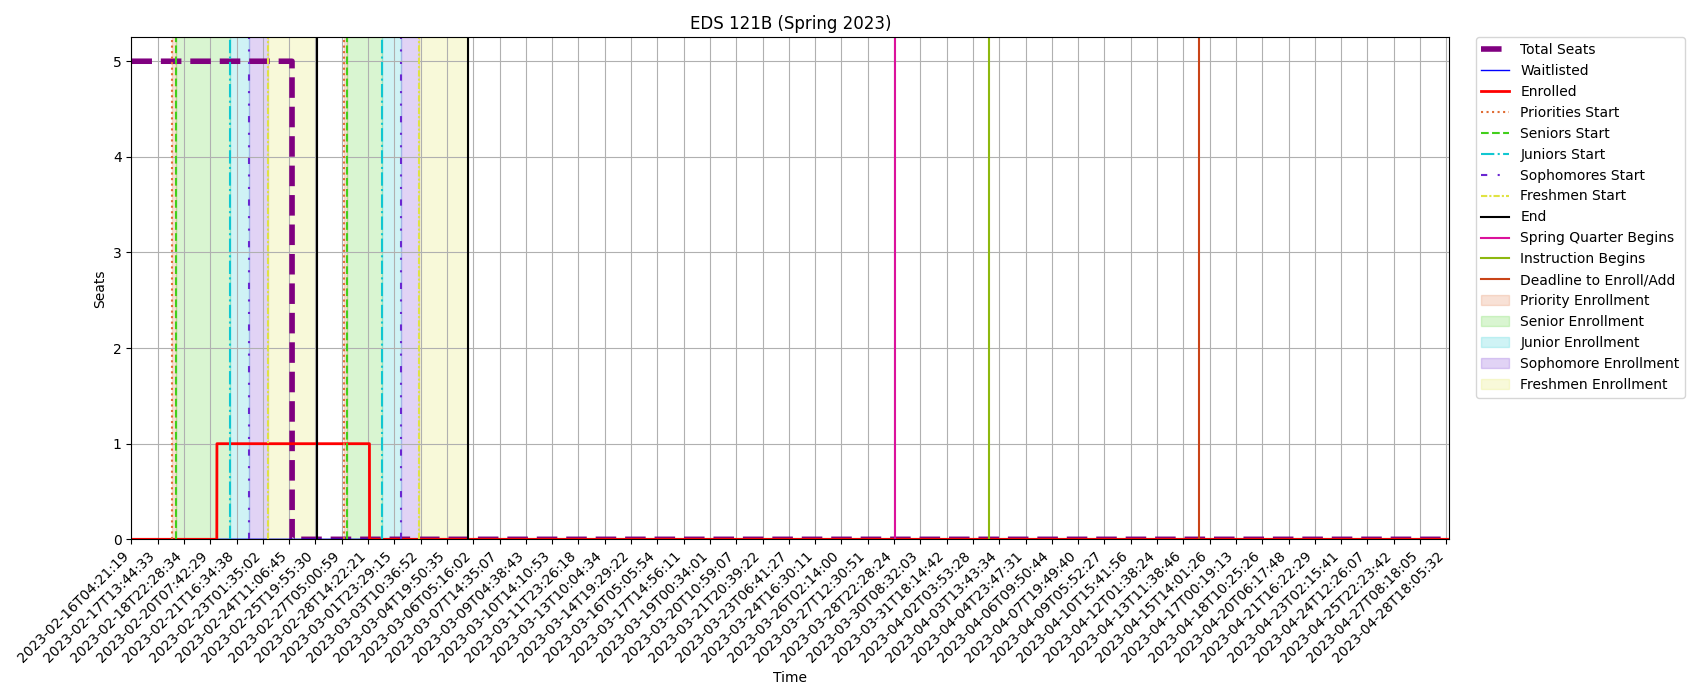 EDS 121B (Spring 2023)
Seats
5
4
3
2
1
0
2023-02-16T04:21:19
2023-02-17T13:44:33
2023-02-18T22:28:34
2023-02-20T07:42:29
2023-02-21T16:34:38
2023-02-23T01:35:02
2023-02-24T11:06:45
2023-02-25T19:55:30
2023-02-27T05:00:59
2023-02-28T14:22:21
2023-03-01T23:29:15
2023-03-03T10:36:52
2023-03-04T19:50:35
2023-03-06T05:16:02
2023-03-07T14:35:07
2023-03-09T04:38:43
2023-03-10T14:10:53
2023-03-11T23:26:18
2023-03-13T10:04:34
2023-03-14T19:29:22
2023-03-16T05:05:54
2023-03-17T14:56:11
2023-03-19T00:34:01
2023-03-20T10:59:07
2023-03-21T20:39:22
2023-03-23T06:41:27
2023-03-24T16:30:11
2023-03-26T02:14:00
2023-03-27T12:30:51
2023-03-28T22:28:24
2023-03-30T08:32:03
2023-03-31T18:14:42
2023-04-02T03:53:28
2023-04-03T13:43:34
2023-04-04T23:47:31
2023-04-06T09:50:44
2023-04-07T19:49:40
2023-04-09T05:52:27
2023-04-10T15:41:56
2023-04-12T01:38:24
2023-04-13T11:38:46
2023-04-15T14:01:26
2023-04-17T00:19:13
2023-04-18T10:25:26
2023-04-20T06:17:48
2023-04-21T16:22:29
2023-04-23T02:15:41
2023-04-24T12:26:07
2023-04-25T22:23:42
2023-04-27T08:18:05
2023-04-28T18:05:32
Time
Total Seats
Waitlisted
Enrolled
Priorities Start
Seniors Start
Juniors Start
Sophomores Start
Freshmen Start
End
Spring Quarter Begins
Instruction Begins
Deadline to Enroll/Add
Priority Enrollment
Senior Enrollment
Junior Enrollment
Sophomore Enrollment
Freshmen Enrollment